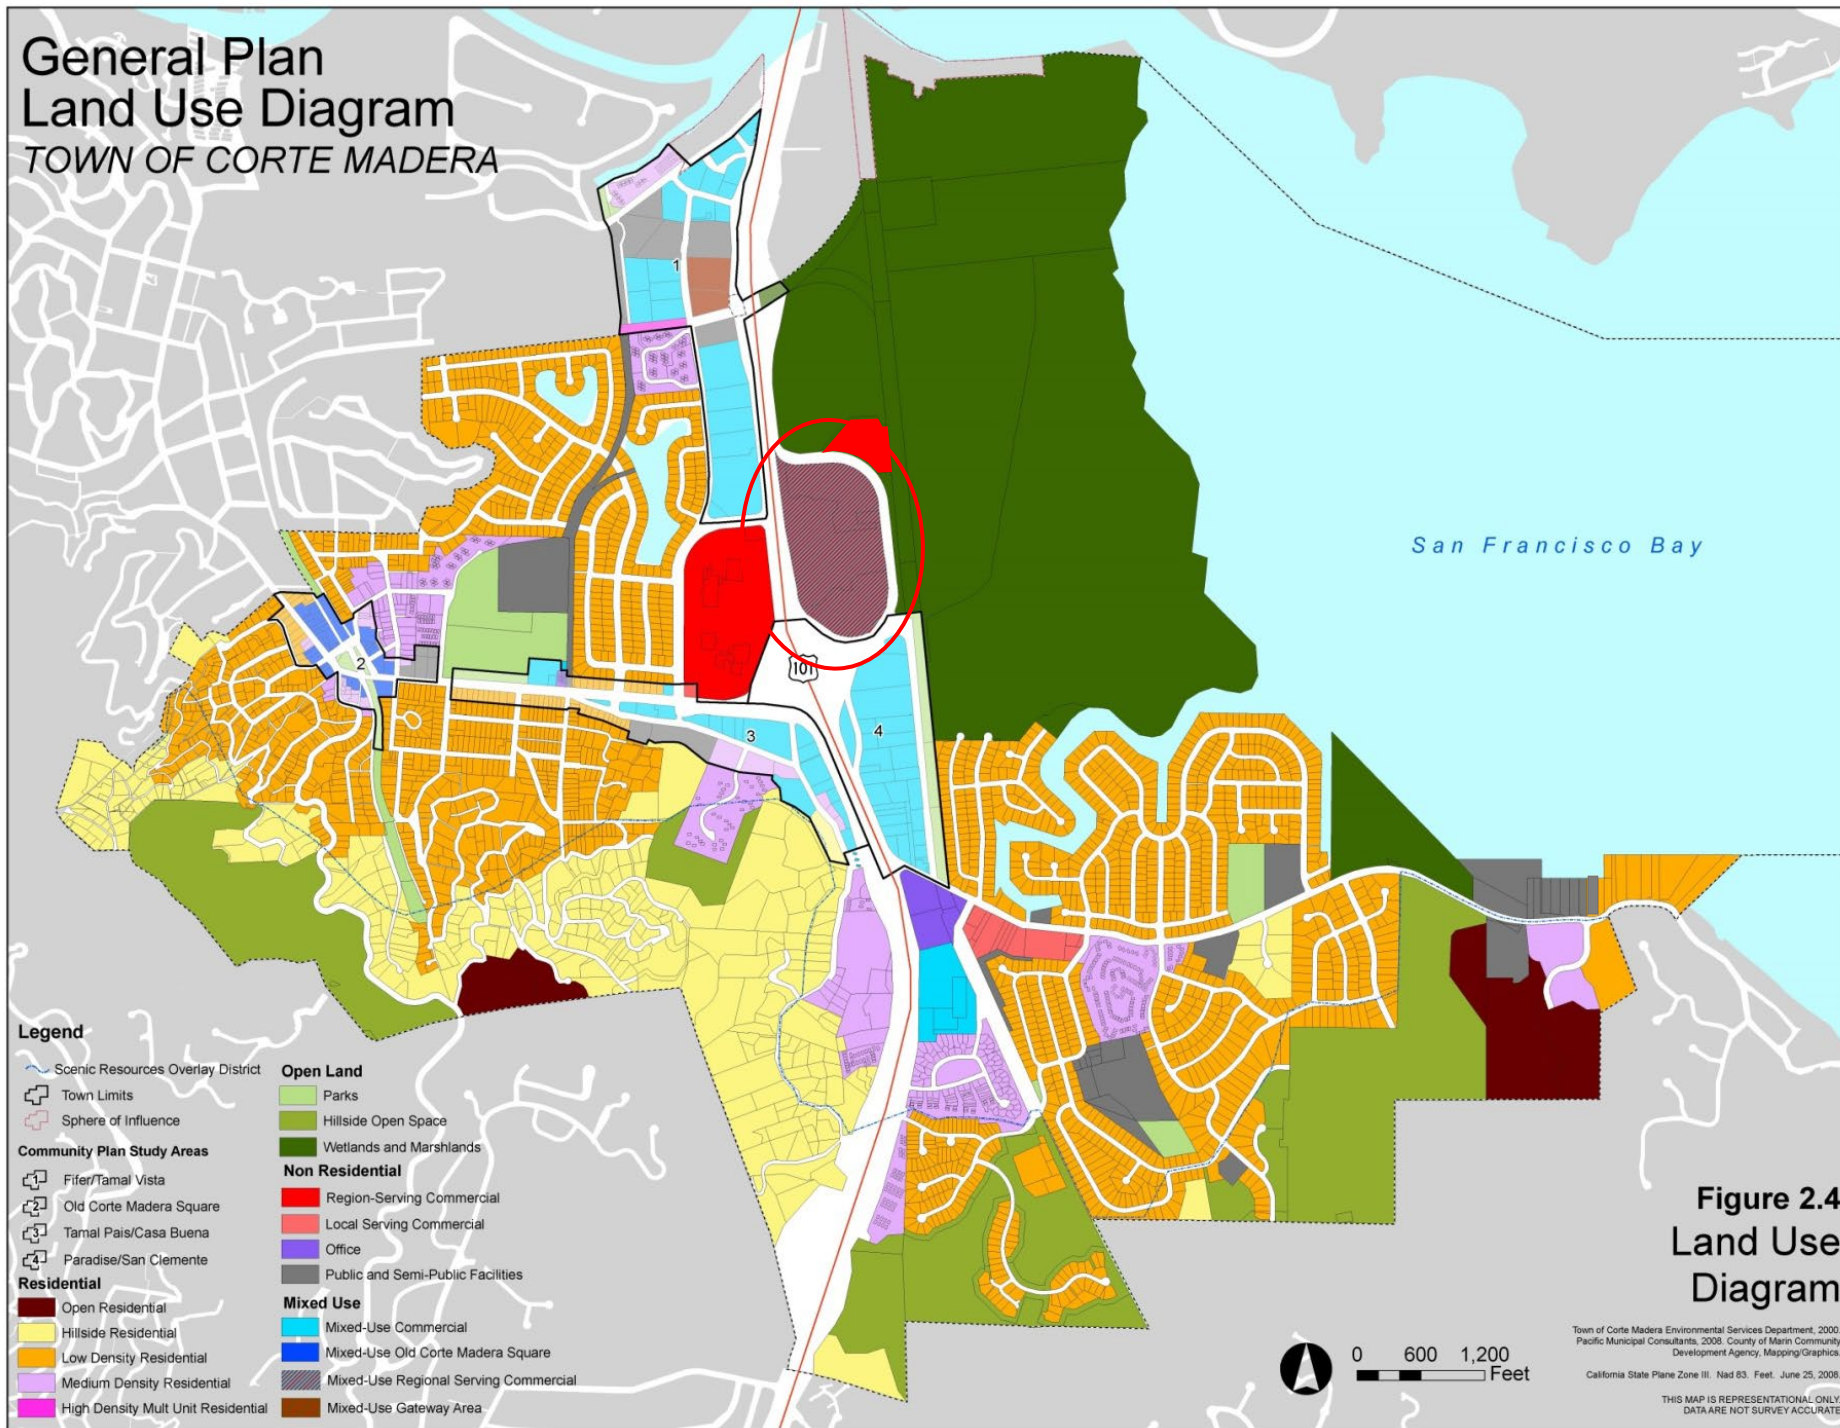 General Plan
Land Use Diagram
TOWN OF CORTE MADERA
1
San Francisco Bay
2
101
3
4
Legend
Scenic Resources Overlay District
Town Limits
Sphere of Influence
Community Plan Study Areas
1 Fifer/Tamal Vista
2 Old Corte Madera Square
3 Tamal Pais/Casa Buena
4 Paradise/San Clemente
Residential
Open Residential
Hillside Residential
Low Density Residential
Medium Density Residential
High Density Mult Unit Residential
Open Land
Parks
Hillside Open Space
Wetlands and Marshlands
Non Residential
Region-Serving Commercial
Local Serving Commercial
Office
Public and Semi-Public Facilities
Mixed Use
Mixed-Use Commercial
Mixed-Use Old Corte Madera Square
Mixed-Use Regional Serving Commercial
Mixed-Use Gateway Area
0 600 1,200
Feet
Figure 2.4
Land Use
Diagram
Town of Corte Madera Environmental Services Department, 2000.
Pacific Municipal Consultants, 2008. County of Marin Community
Development Agency, Mapping/Graphics.
California State Plane Zone III. Nad 83. Feet. June 25, 2008.
THIS MAP IS REPRESENTATIONAL ONLY.
DATA ARE NOT SURVEY ACCURATE